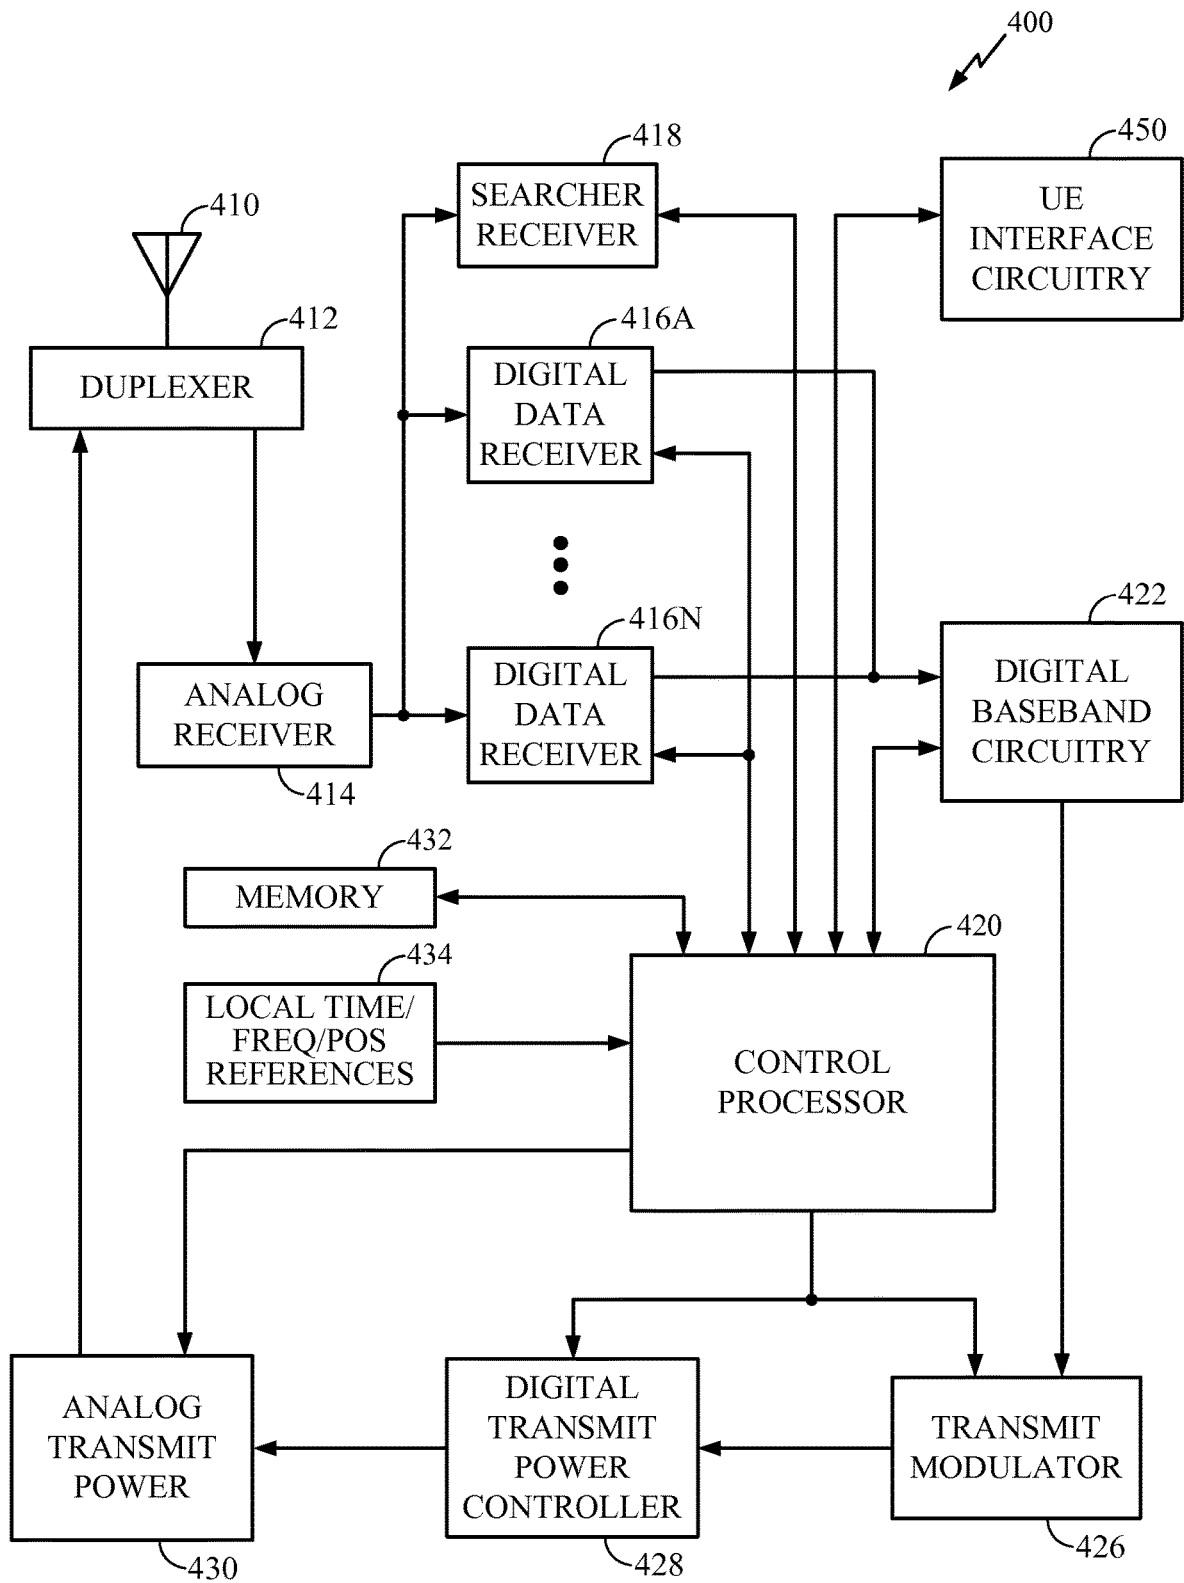 400
418
450
SEARCHER
RECEIVER
UE
INTERFACE
CIRCUITRY
410
412
416A
DUPLEXER
DIGITAL
DATA
RECEIVER
416N
422
ANALOG
RECEIVER
414
DIGITAL
DATA
RECEIVER
DIGITAL
BASEBAND
CIRCUITRY
432
MEMORY
420
434
LOCAL TIME/
FREQ/POS
REFERENCES
CONTROL
PROCESSOR
ANALOG
TRANSMIT
POWER
430
DIGITAL
TRANSMIT
POWER
CONTROLLER
428
TRANSMIT
MODULATOR
426